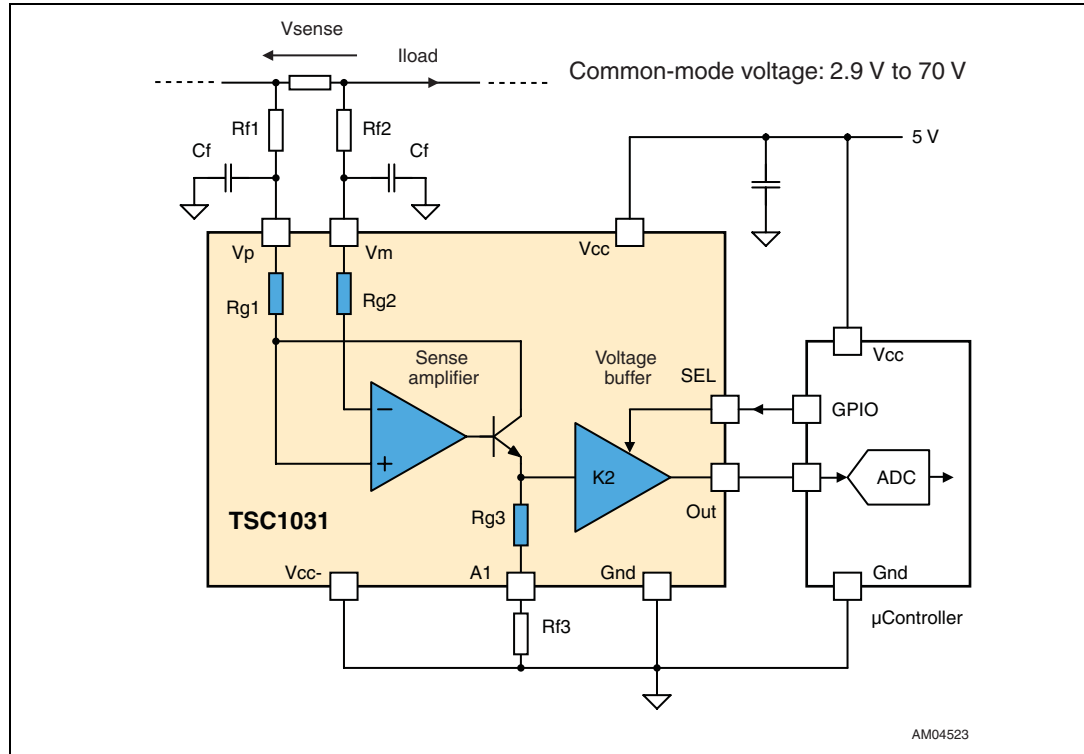 Vsense
Iload
Common-mode voltage: 2.9 V to 70 V
Rf1
Rf2
5 V
Cf
Cf
Vp
Vm
Vcc
Rg1
Rg2
Vcc
Sense
amplifier
Voltage
buffer
SEL
GPIO
−
+
K2
ADC
Out
TSC1031
Rg3
Vcc-
A1
Gnd
Gnd
Rf3
µController
AM04523